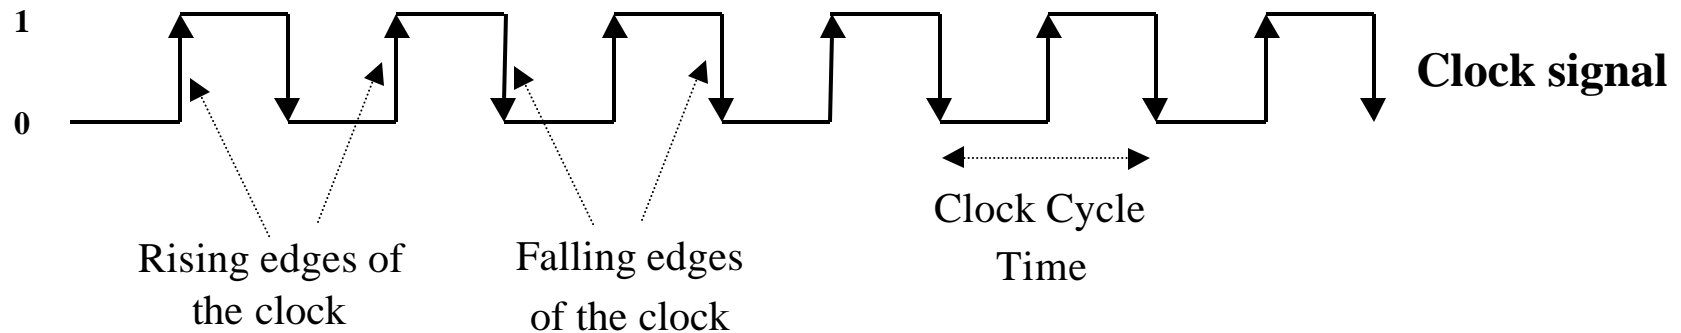 1
Clock signal
0
Clock Cycle
Time
Rising edges of
the clock
Falling edges
of the clock